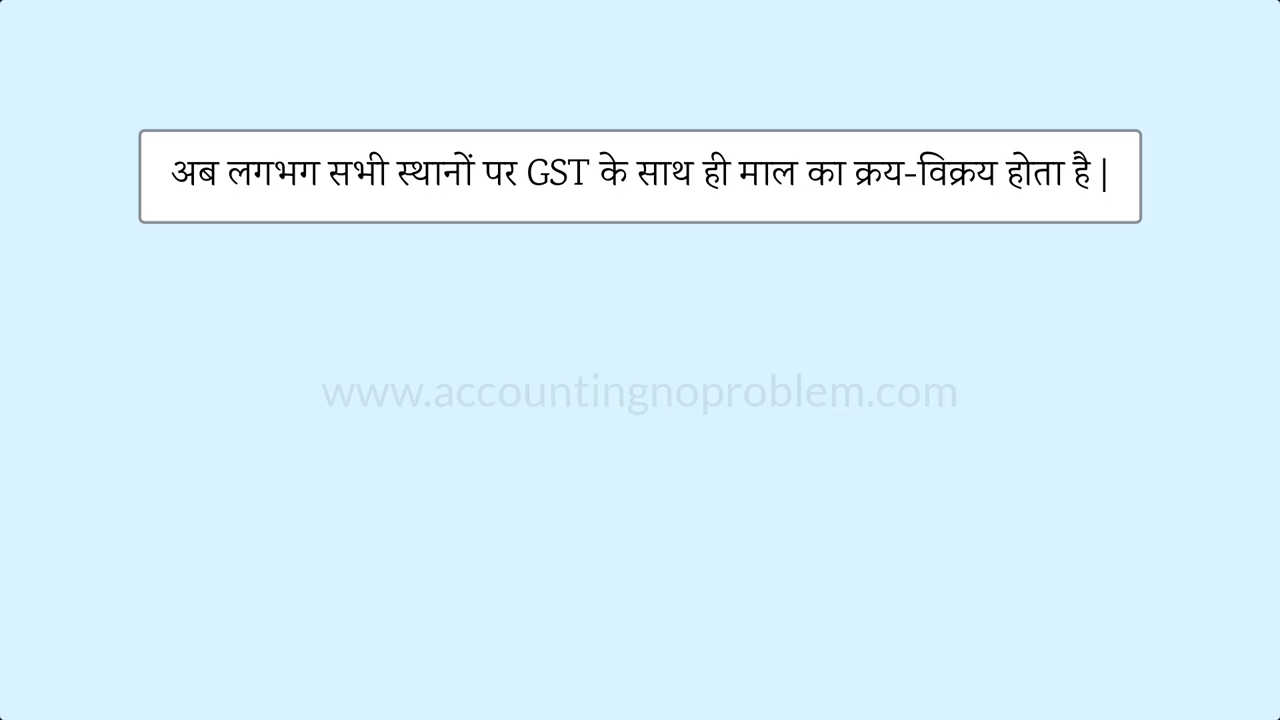 अब लगभग सभी स्थानों पर GST के साथ ही माल का क्रय-विक्रय होता है |
www.accountingnoproblem.com